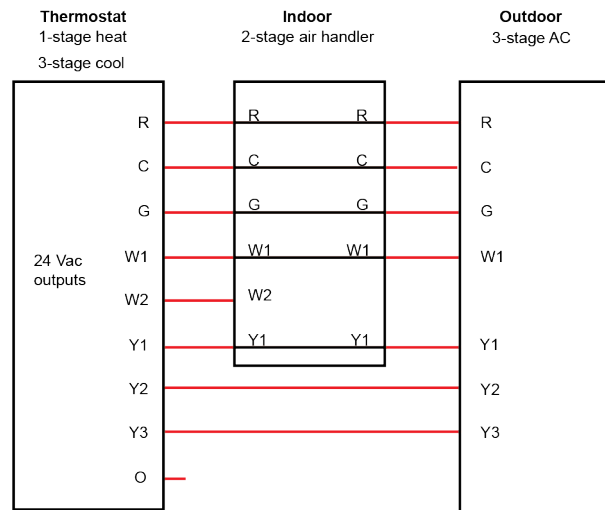 Thermostat
1-stage heat
3-stage cool
Indoor
2-stage air handler
Outdoor
3-stage AC
R R R R
C C C C
G G G G
24 Vac
outputs
W1 W1 W1 W1
W2 W2
Y1 Y1 Y1 Y1
Y2 Y2
Y3 Y3
O